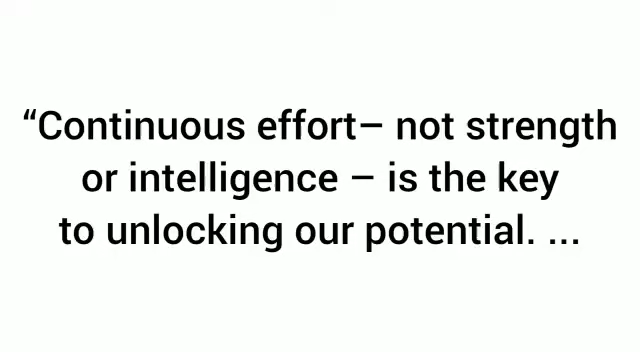 “Continuous effort– not strength
or intelligence – is the key
to unlocking our potential. ...